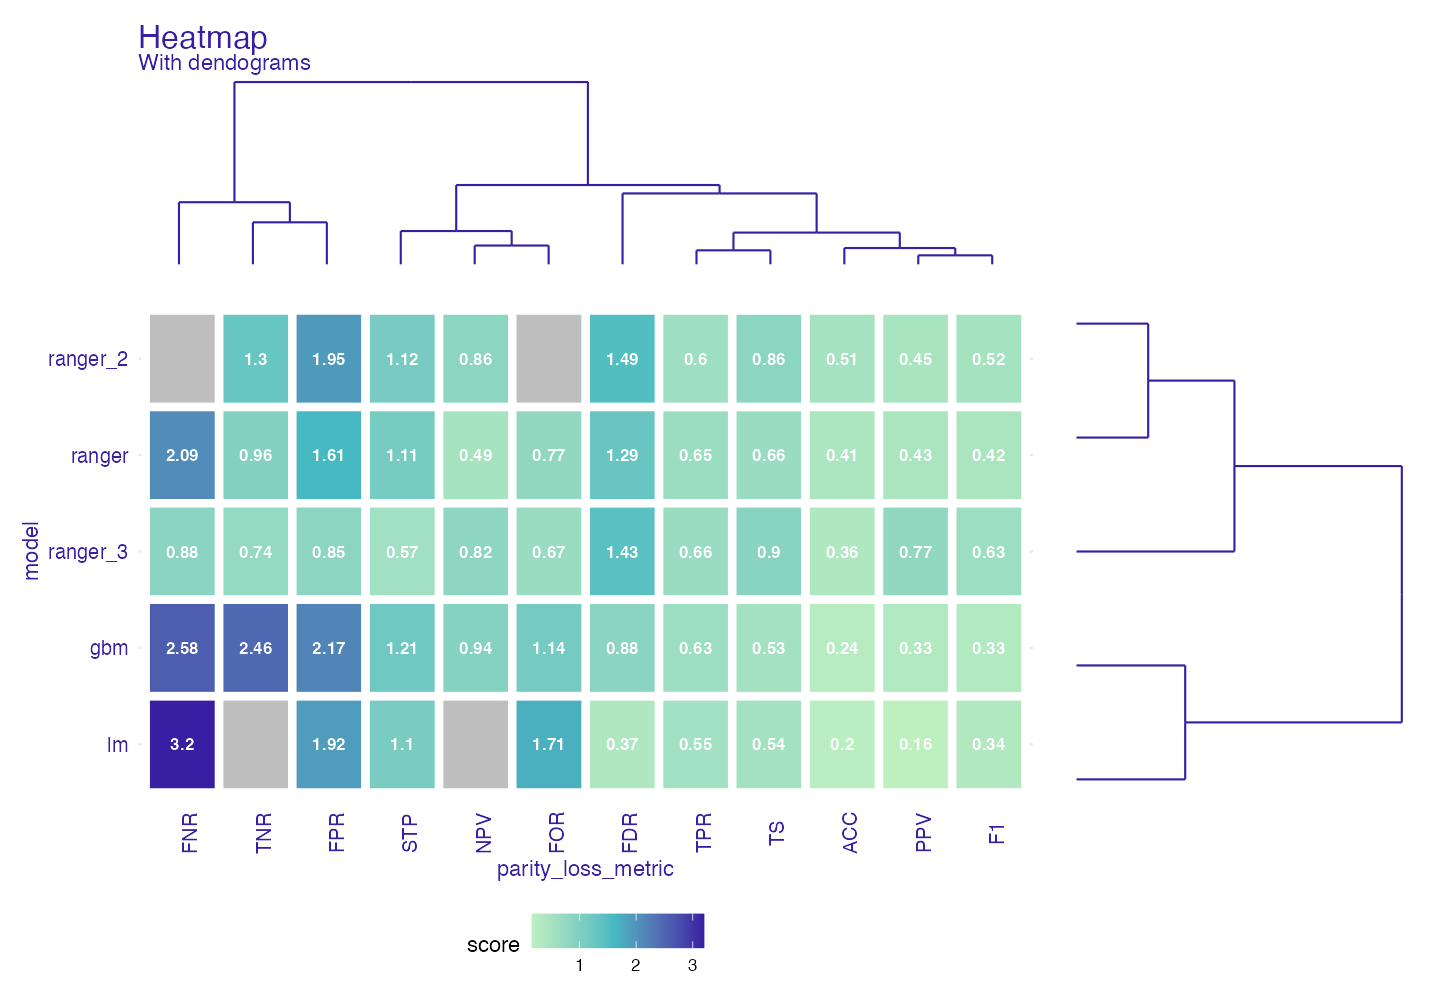 Heatmap
With dendograms
ranger_2 1.3 1.95 1.12 0.86 1.49 0.6 0.86 0.51 0.45 0.52
ranger 2.09 0.96 1.61 1.11 0.49 0.77 1.29 0.65 0.66 0.41 0.43 0.42
ranger_3 0.88 0.74 0.85 0.57 0.82 0.67 1.43 0.66 0.9 0.36 0.77 0.63
gbm 2.58 2.46 2.17 1.21 0.94 1.14 0.88 0.63 0.53 0.24 0.33 0.33
lm 3.2 1.92 1.1 1.71 0.37 0.55 0.54 0.2 0.16 0.34
model
FNR TNR FPR STP NPV FOR FDR TPR TS ACC PPV F1
parity_loss_metric
score
1 2 3